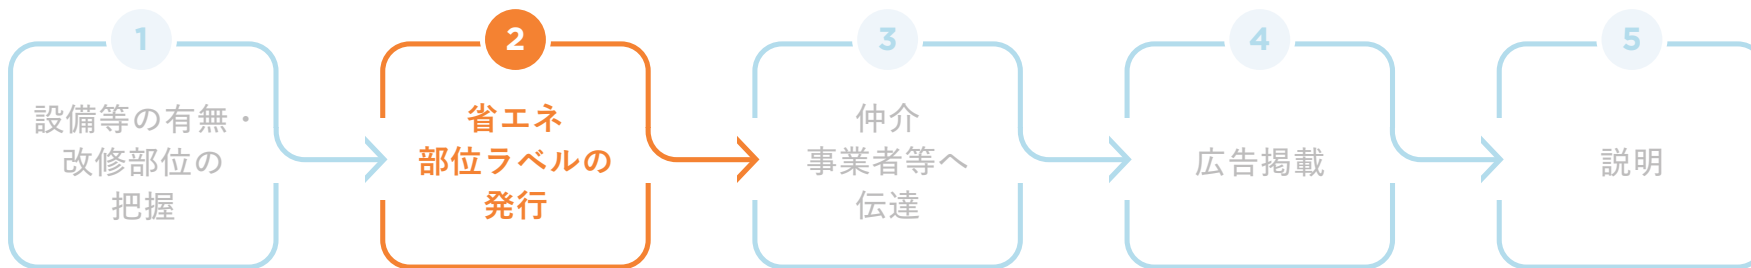 1
設備等の有無・
改修部位の
把握
2
省エネ
部位ラベルの
発行
3
仲介
事業者等へ
伝達
4
広告掲載
5
説明